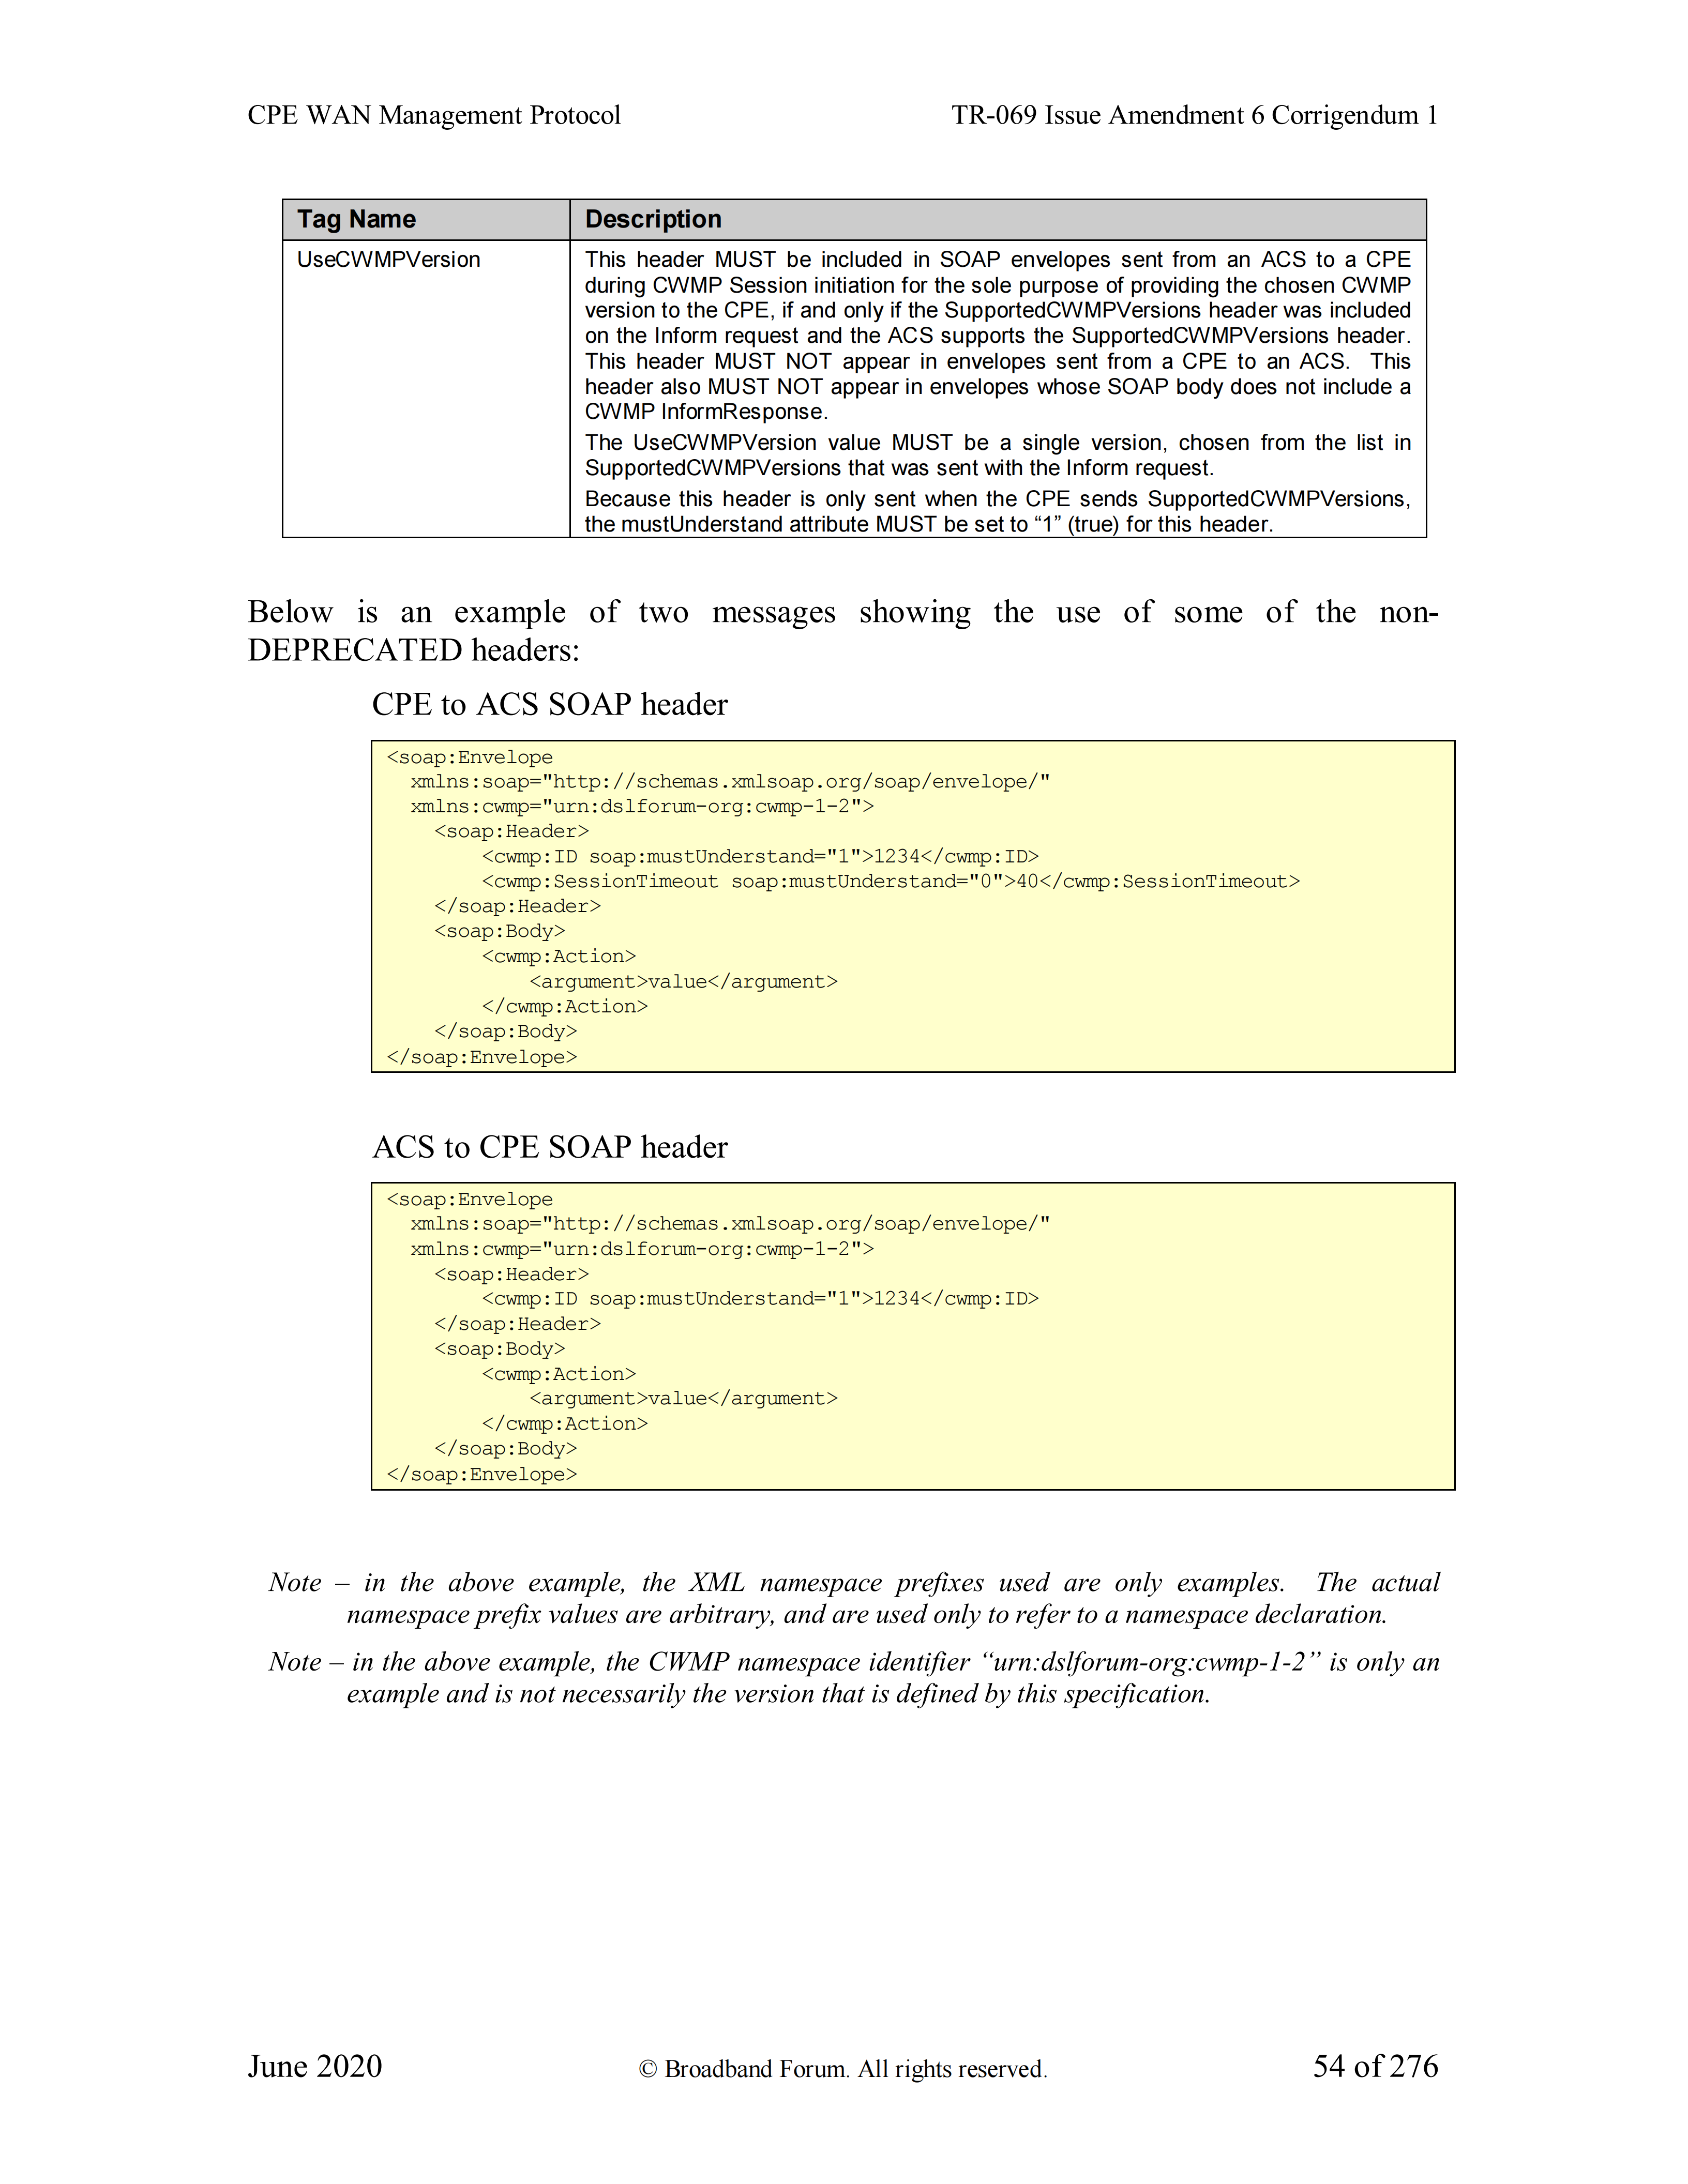 CPE WAN Management Protocol TR-069 Issue Amendment 6 Corrigendum 1
Tag Name Description
UseCWMPVersion This header MUST be included in SOAP envelopes sent from an ACS to a CPE
during CWMP Session initiation for the sole purpose of providing the chosen CWMP
version to the CPE, if and only if the SupportedCWMPVersions header was included
on the Inform request and the ACS supports the SupportedCWMPVersions header.
This header MUST NOT appear in envelopes sent from a CPE to an ACS. This
header also MUST NOT appear in envelopes whose SOAP body does not include a
CWMP InformResponse.
The UseCWMPVersion value MUST be a single version, chosen from the list in
SupportedCWMPVersions that was sent with the Inform request.
Because this header is only sent when the CPE sends SupportedCWMPVersions,
the mustUnderstand attribute MUST be set to “1” (true) for this header.
Below is an example of two messages showing the use of some of the non-
DEPRECATED headers:
CPE to ACS SOAP header
<soap:Envelope
xmlns:soap="http://schemas.xmlsoap.org/soap/envelope/"
xmlns:cwmp="urn:dslforum-org:cwmp-1-2">
<soap:Header>
<cwmp:ID soap:mustUnderstand="1">1234</cwmp:ID>
<cwmp:SessionTimeout soap:mustUnderstand="0">40</cwmp:SessionTimeout>
</soap:Header>
<soap:Body>
<cwmp:Action>
<argument>value</argument>
</cwmp:Action>
</soap:Body>
</soap:Envelope>
ACS to CPE SOAP header
<soap:Envelope
xmlns:soap="http://schemas.xmlsoap.org/soap/envelope/"
xmlns:cwmp="urn:dslforum-org:cwmp-1-2">
<soap:Header>
<cwmp:ID soap:mustUnderstand="1">1234</cwmp:ID>
</soap:Header>
<soap:Body>
<cwmp:Action>
<argument>value</argument>
</cwmp:Action>
</soap:Body>
</soap:Envelope>
Note – in the above example, the XML namespace prefixes used are only examples. The actual
namespace prefix values are arbitrary, and are used only to refer to a namespace declaration.
Note – in the above example, the CWMP namespace identifier “urn:dslforum-org:cwmp-1-2” is only an
example and is not necessarily the version that is defined by this specification.
June 2020 © Broadband Forum. All rights reserved. 54 of 276